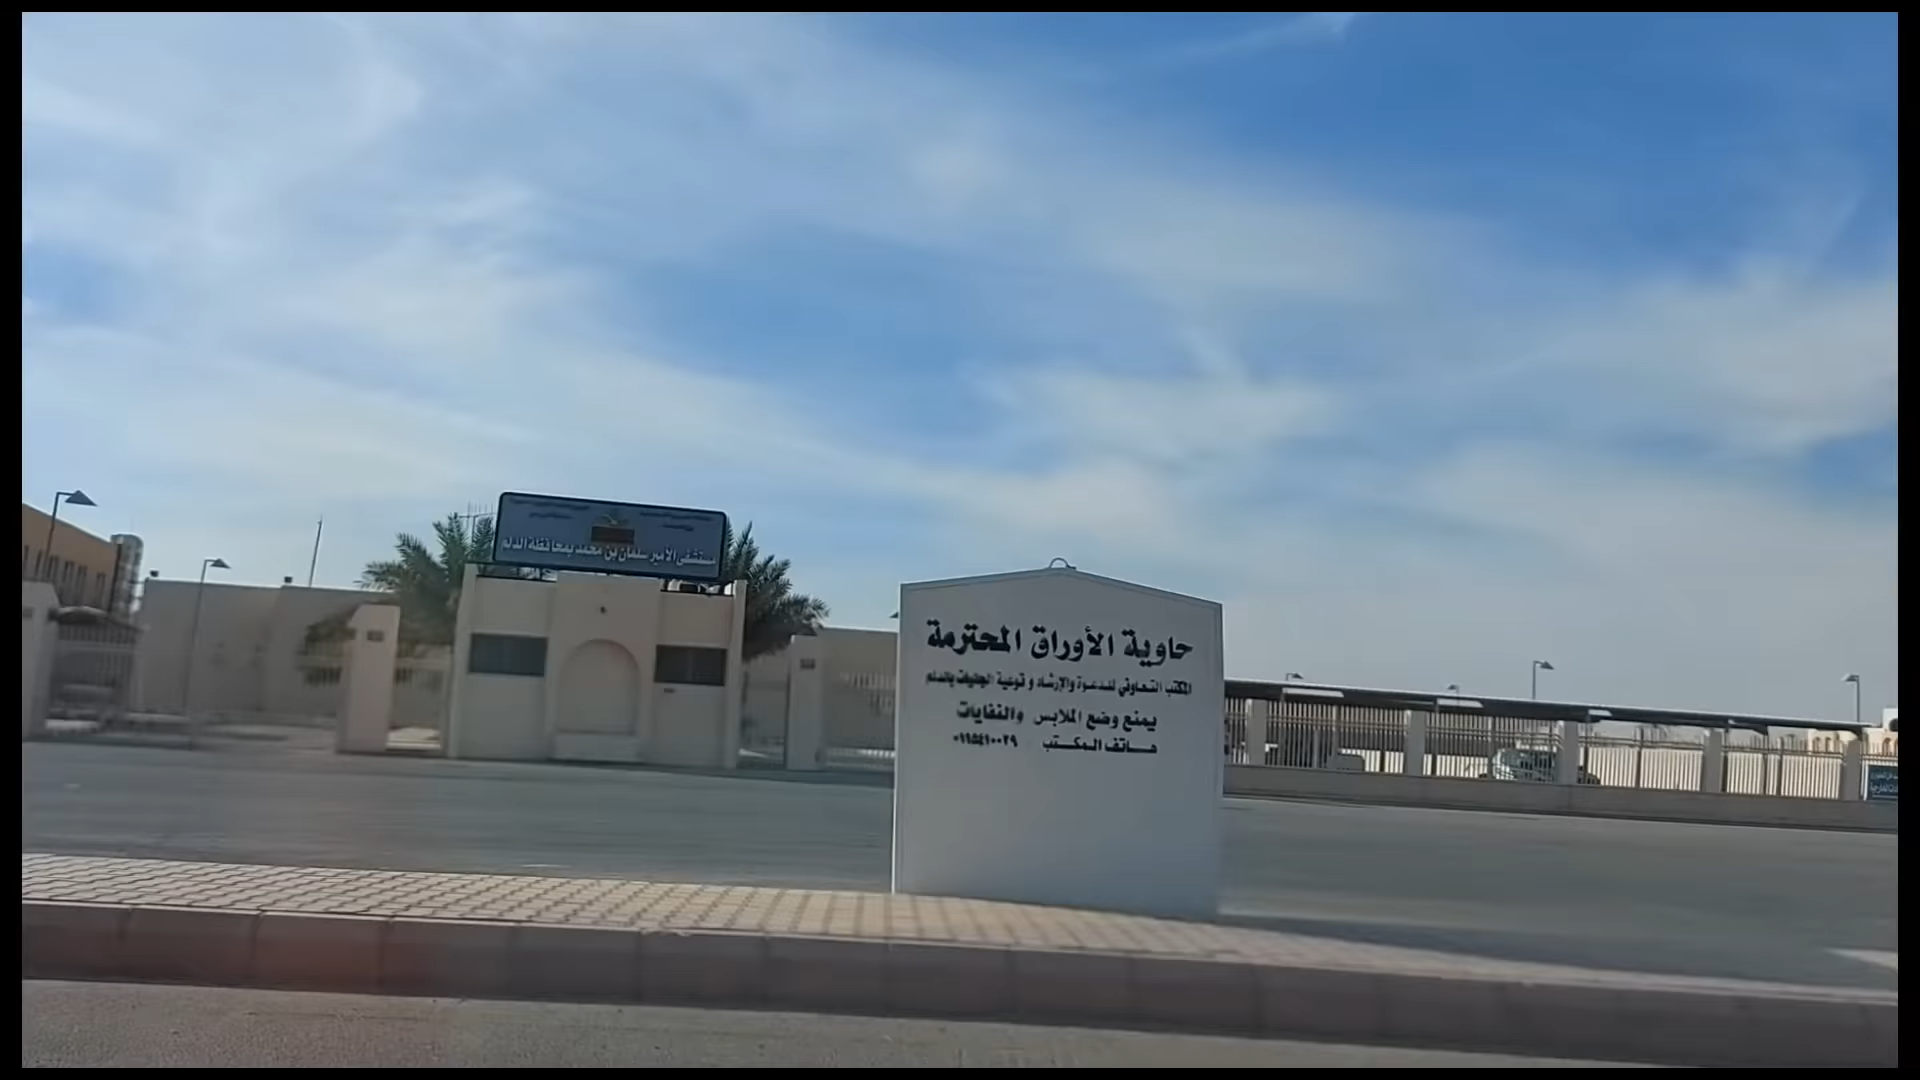 مستشفى الأمير سلمان بن محمد بمحافظة الدلم
حاوية الأوراق المحترمة
المكتب التعاوني للدعوة والإرشاد و توعية الجاليات بالدلم
يمنع وضع الملابس والنفايات
هاتف المكتب ٠١١٥٤١٠٠٢٩